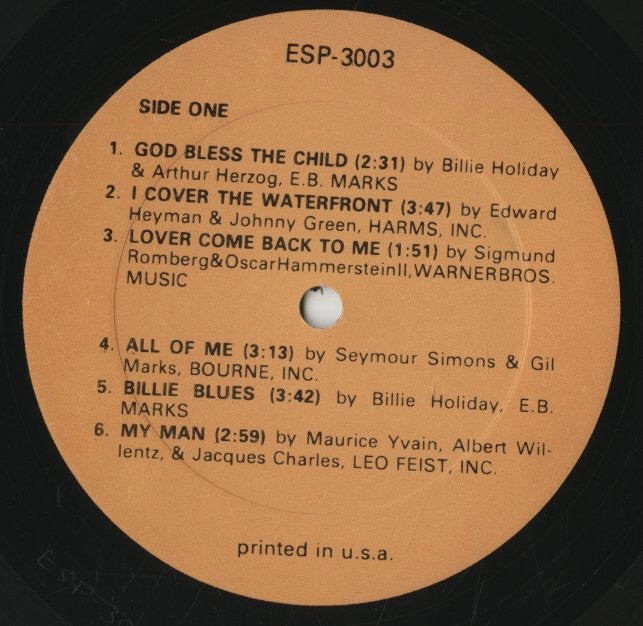 ESP-3003
SIDE ONE
1. GOD BLESS THE CHILD (2:31) by Billie Holiday
& Arthur Herzog, E.B. MARKS
2. I COVER THE WATERFRONT (3:47) by Edward
Heyman & Johnny Green, HARMS, INC.
3. LOVER COME BACK TO ME (1:51) by Sigmund
Romberg&OscarHammersteinII,WARNERBROS.
MUSIC
4. ALL OF ME (3:13) by Seymour Simons & Gil
Marks, BOURNE, INC.
5. BILLIE BLUES (3:42) by Billie Holiday, E.B.
MARKS
6. MY MAN (2:59) by Maurice Yvain, Albert Wil-
lentz, & Jacques Charles, LEO FEIST, INC.
printed in u.s.a.